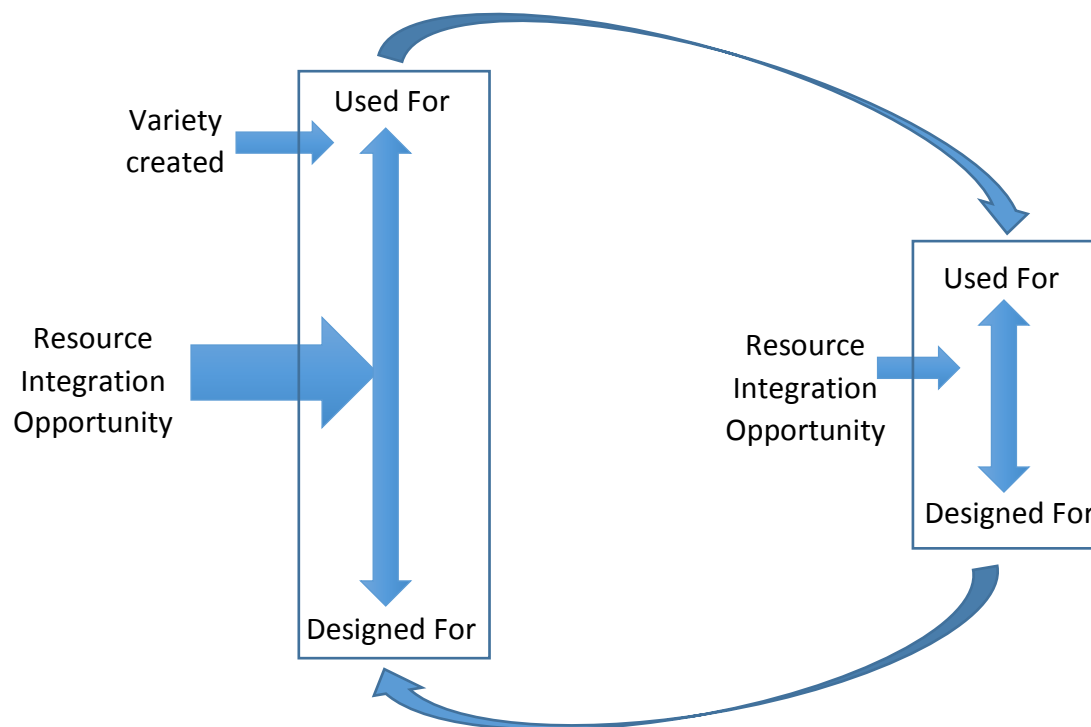 Used For
Variety
created
Resource
Integration
Opportunity
Designed For
Used For
Resource
Integration
Opportunity
Designed For